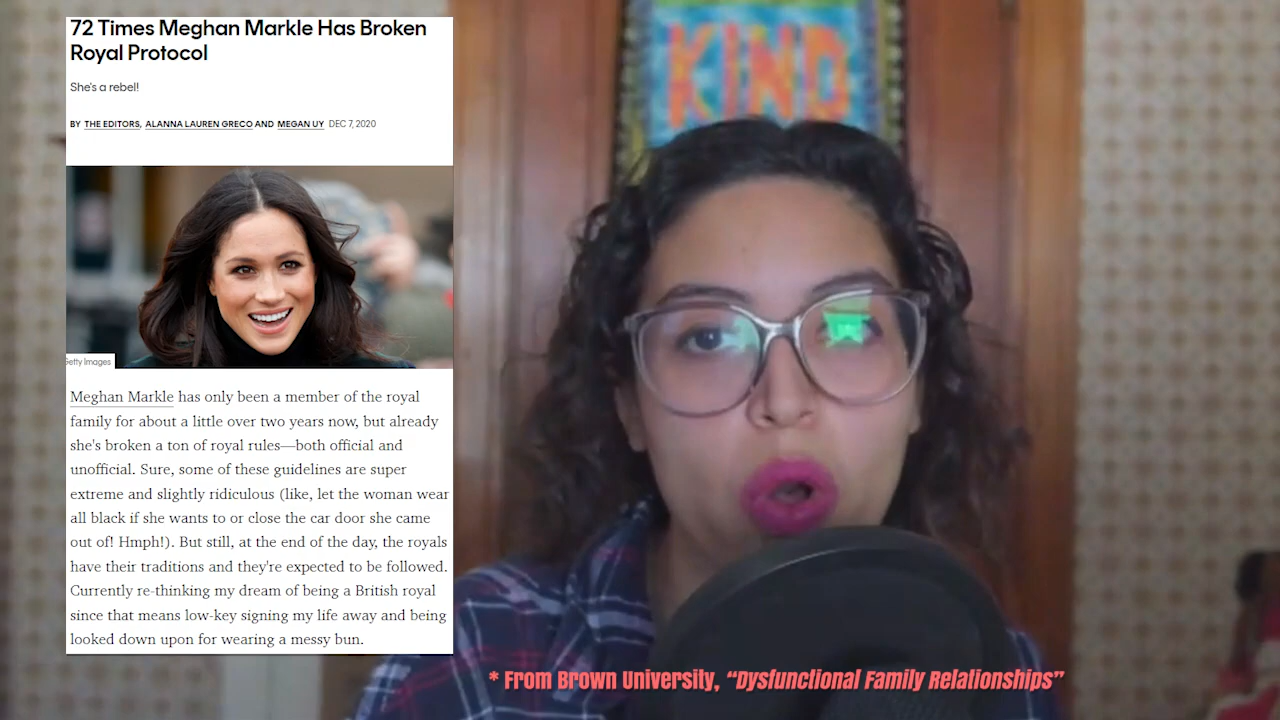 72 Times Meghan Markle Has Broken
Royal Protocol
She's a rebel!
BY THE EDITORS, ALANNA LAUREN GRECO AND MEGAN UY DEC 7, 2020
Getty Images
Meghan Markle has only been a member of the royal
family for about a little over two years now, but already
she's broken a ton of royal rules—both official and
unofficial. Sure, some of these guidelines are super
extreme and slightly ridiculous (like, let the woman wear
all black if she wants to or close the car door she came
out of! Hmph!). But still, at the end of the day, the royals
have their traditions and they're expected to be followed.
Currently re-thinking my dream of being a British royal
since that means low-key signing my life away and being
looked down upon for wearing a messy bun.
KIND
* From Brown University, “Dysfunctional Family Relationships”